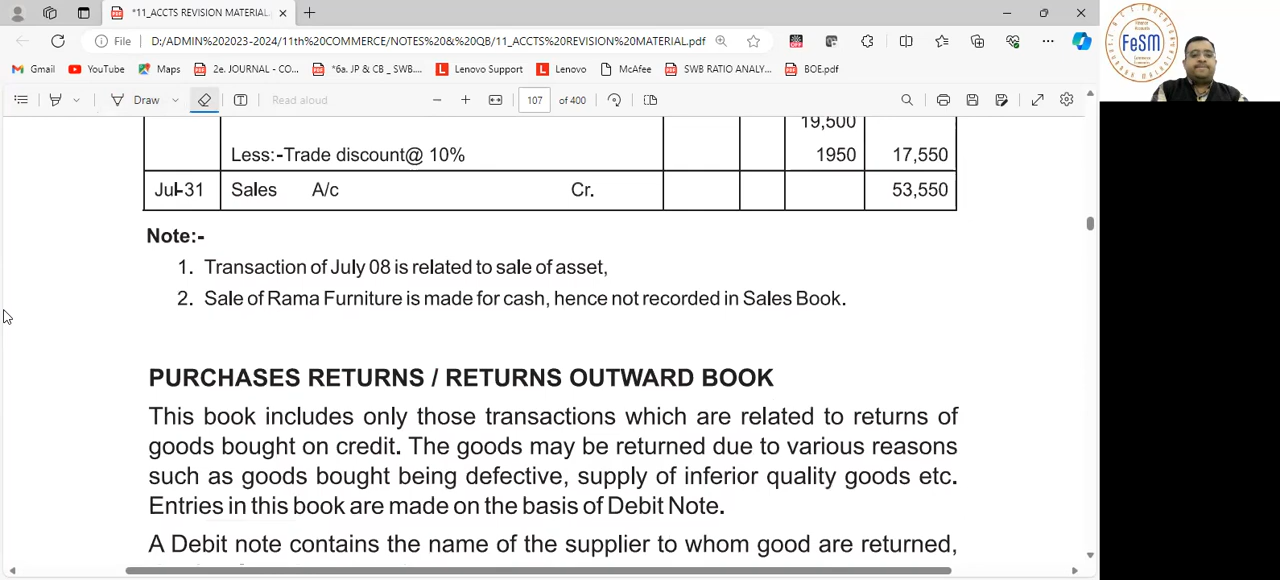 *11_ACCTS REVISION MATERIAL
File
D:/ADMIN%202023-2024/11th%20COMMERCE/NOTES%20%20QB/11_ACCTS%20REVISION%20MATERIAL.pdf
Gmail YouTube Maps 2e. JOURNAL - CO... *6a. JP & CB _ SWB... Lenovo Support Lenovo McAfee SWB RATIO ANALY... BOE.pdf
Draw Read aloud 107 of 400
FeSM
19,500
Less:-Trade discount@ 10% 1950 17,550
Jul-31 Sales A/c Cr. 53,550
Note:-
1. Transaction of July 08 is related to sale of asset,
2. Sale of Rama Furniture is made for cash, hence not recorded in Sales Book.
PURCHASES RETURNS / RETURNS OUTWARD BOOK
This book includes only those transactions which are related to returns of
goods bought on credit. The goods may be returned due to various reasons
such as goods bought being defective, supply of inferior quality goods etc.
Entries in this book are made on the basis of Debit Note.
A Debit note contains the name of the supplier to whom good are returned,